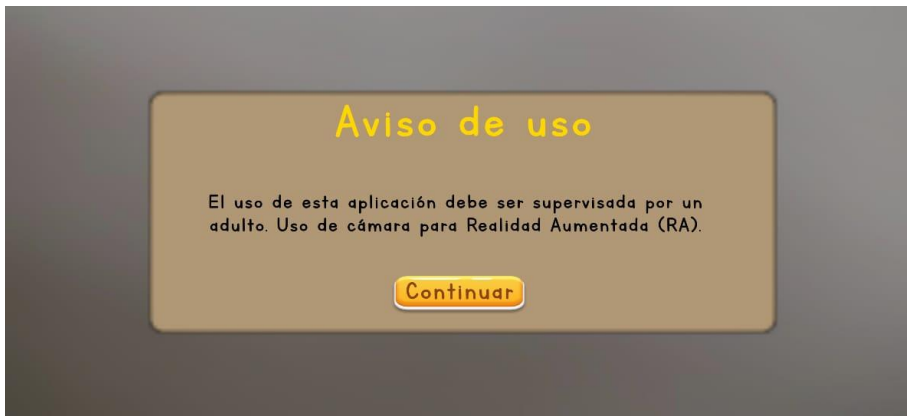 Aviso de uso
El uso de esta aplicación debe ser supervisada por un
adulto. Uso de cámara para Realidad Aumentada (RA).
Continuar